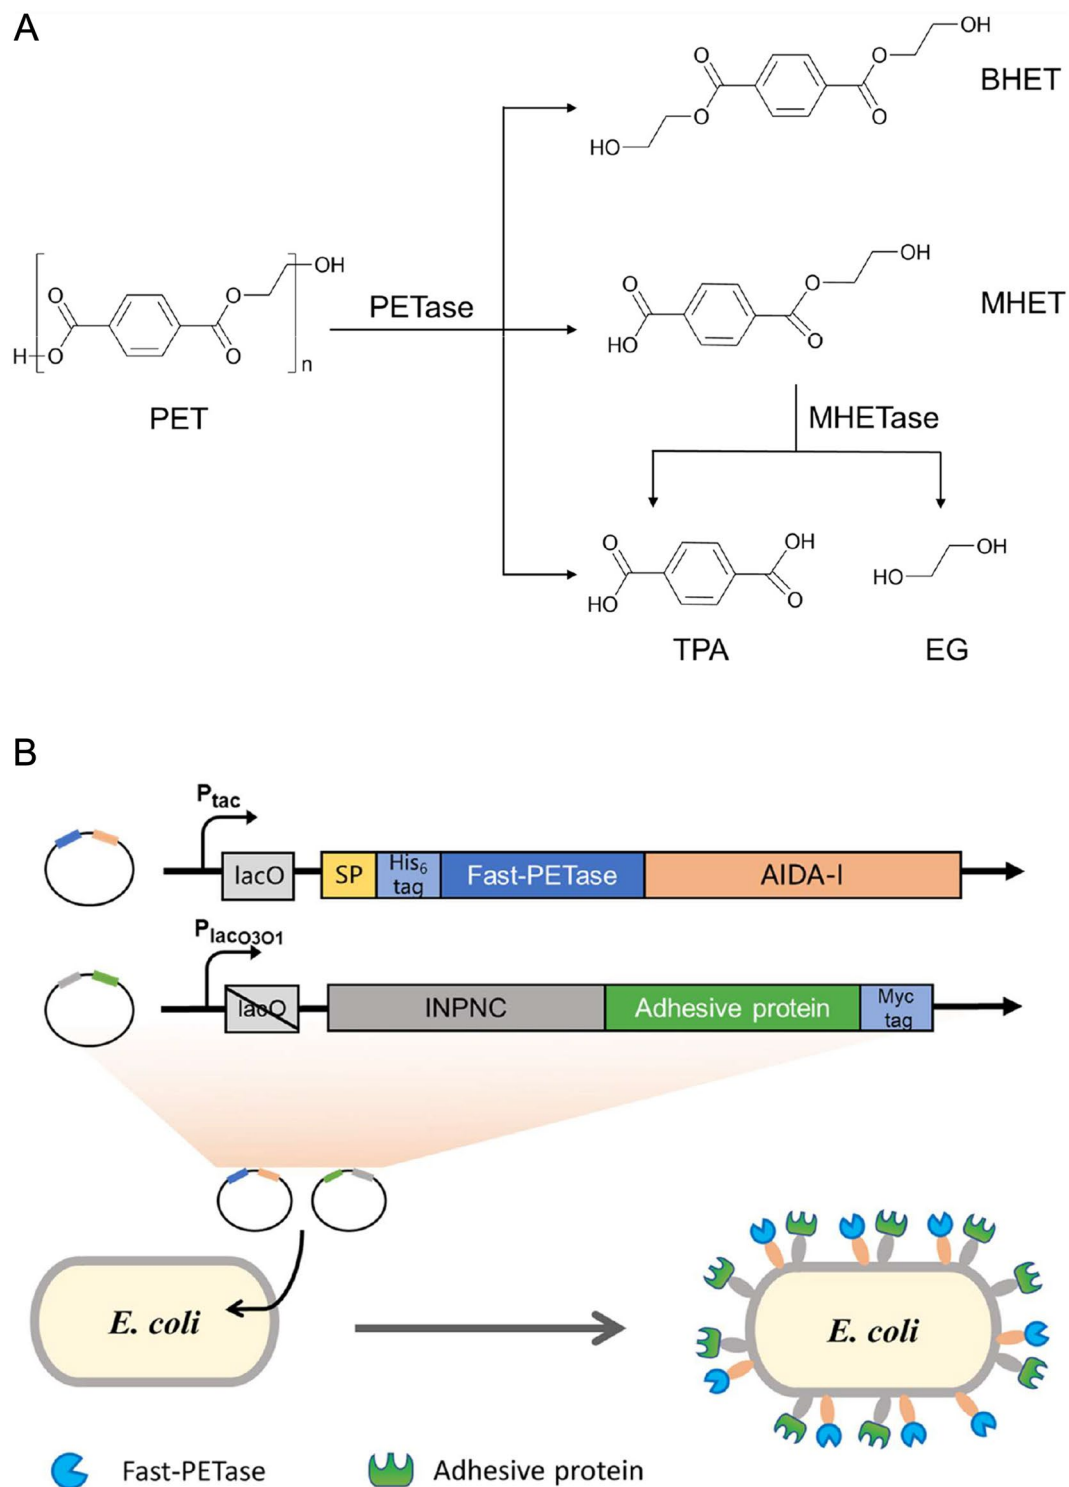 A
OH
O
O
O
O
HO
BHET
OH
O
O
O
HO
MHET
OH
O
O
O
H
O
n
PET
PETase
MHETase
O
OH
HO
O
TPA
OH
HO
EG
B
Ptac
lacO
SP
His6
tag
Fast-PETase
AIDA-I
PlacO3O1
lacO
INPNC
Adhesive protein
Myc
tag
E. coli
E. coli
Fast-PETase
Adhesive protein